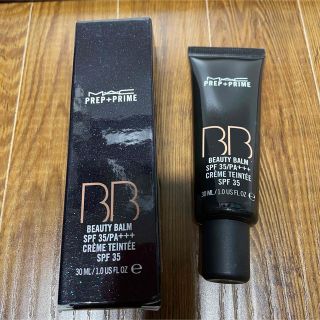 MAC
PREP+PRIME
BB
BEAUTY BALM
SPF 35/PA+++
CRÈME TEINTÉE
SPF 35
30 ML/1.0 US FL OZ ℮
MAC
PREP+PRIME
BB
BEAUTY BALM
SPF 35/PA+++
CRÈME TEINTÉE
SPF 35
30 ML/1.0 US FL OZ ℮